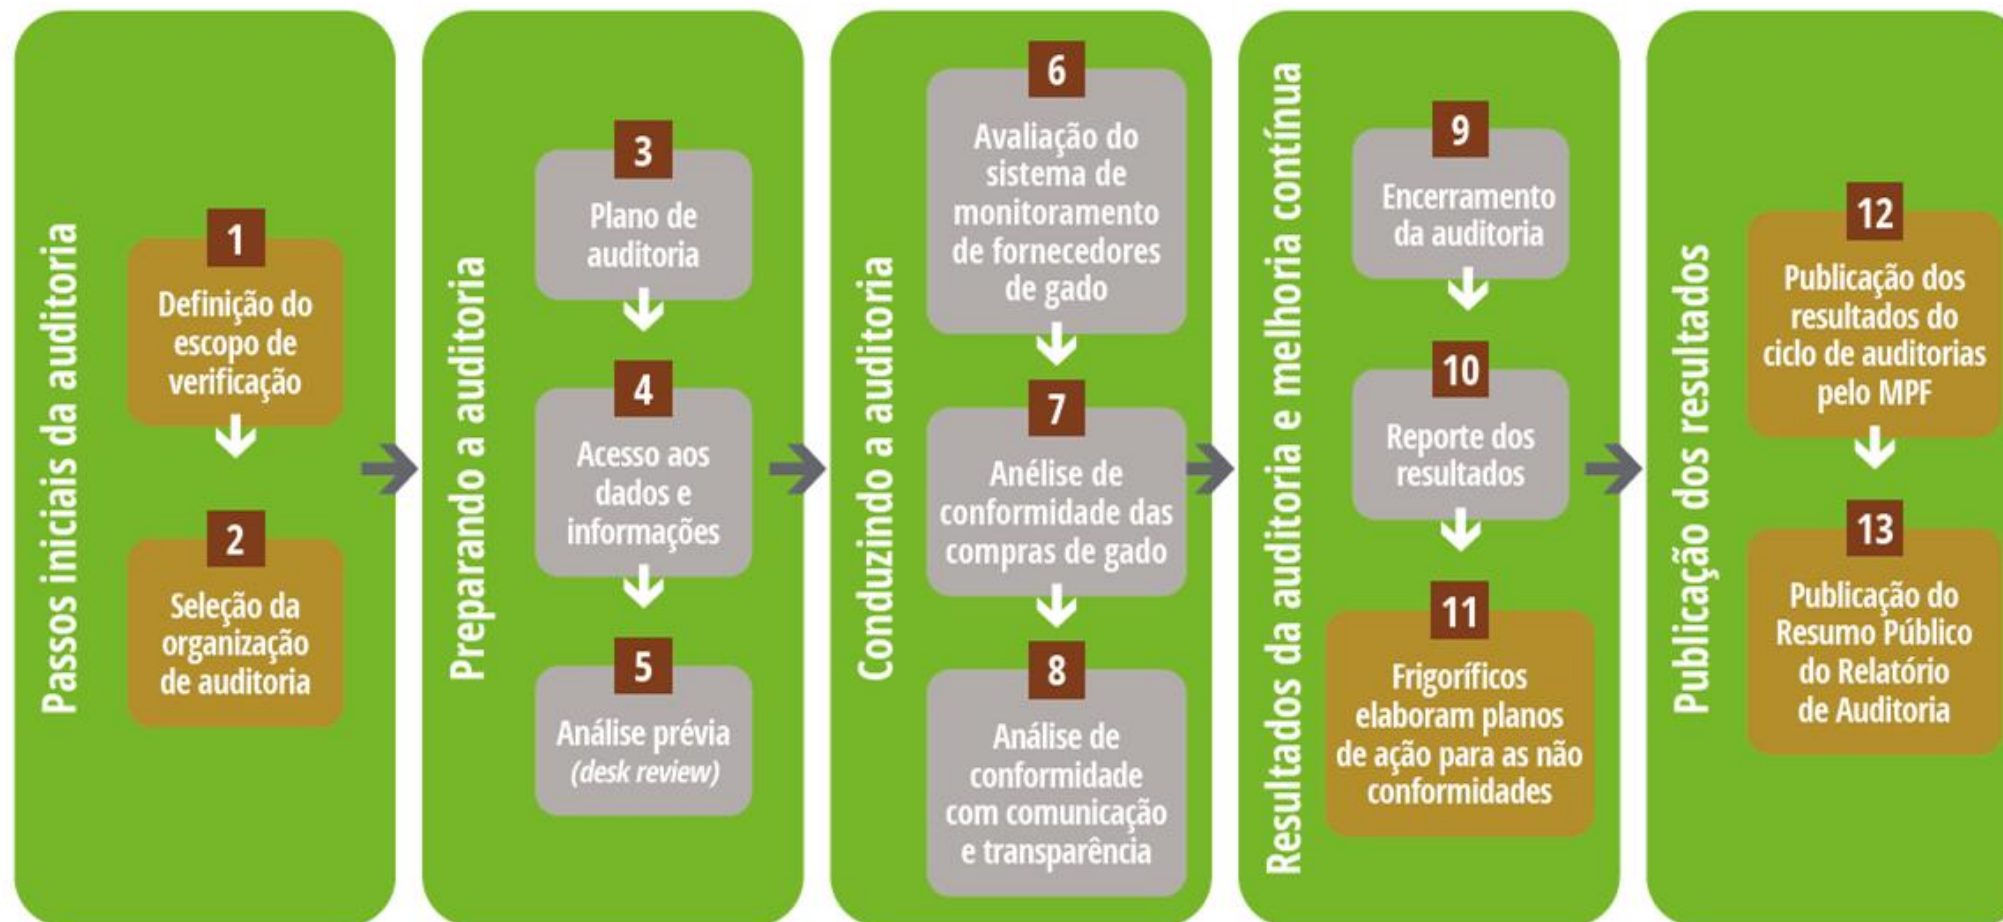 Passos iniciais da auditoria
1
Definição do
escopo de
verificação
2
Seleção da
organização
de auditoria
Preparando a auditoria
3
Plano de
auditoria
4
Acesso aos
dados e
informações
5
Análise prévia
(desk review)
Conduzindo a auditoria
6
Avaliação do
sistema de
monitoramento
de fornecedores
de gado
7
Anélise de
conformidade das
compras de gado
8
Análise de
conformidade
com comunicação
e transparência
Resultados da auditoria e melhoria contínua
9
Encerramento
da auditoria
10
Reporte dos
resultados
11
Frigoríficos
elaboram planos
de ação para as não
conformidades
Publicação dos resultados
12
Publicação dos
resultados do
ciclo de auditorias
pelo MPF
13
Publicação do
Resumo Público
do Relatório
de Auditoria